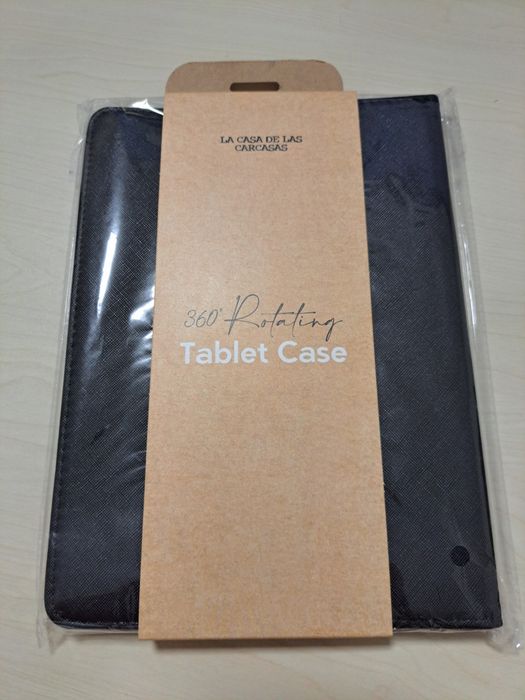 LA CASA DE LAS
CARCASAS
360° Rotating
Tablet Case